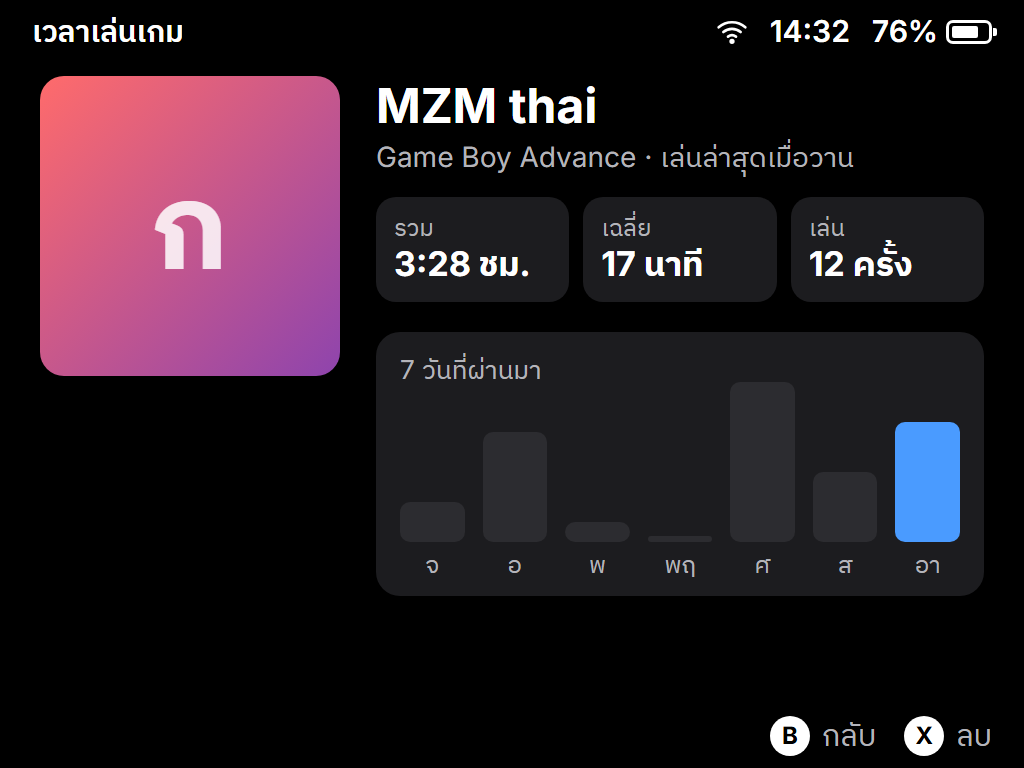 เวลาเล่นเกม
14:32 76%
ก
MZM thai
Game Boy Advance · เล่นล่าสุดเมื่อวาน
รวม เฉลี่ย เล่น
3:28 ชม. 17 นาที 12 ครั้ง
7 วันที่ผ่านมา
จ อ พ พฤ ศ ส อา
B กลับ X ลบ